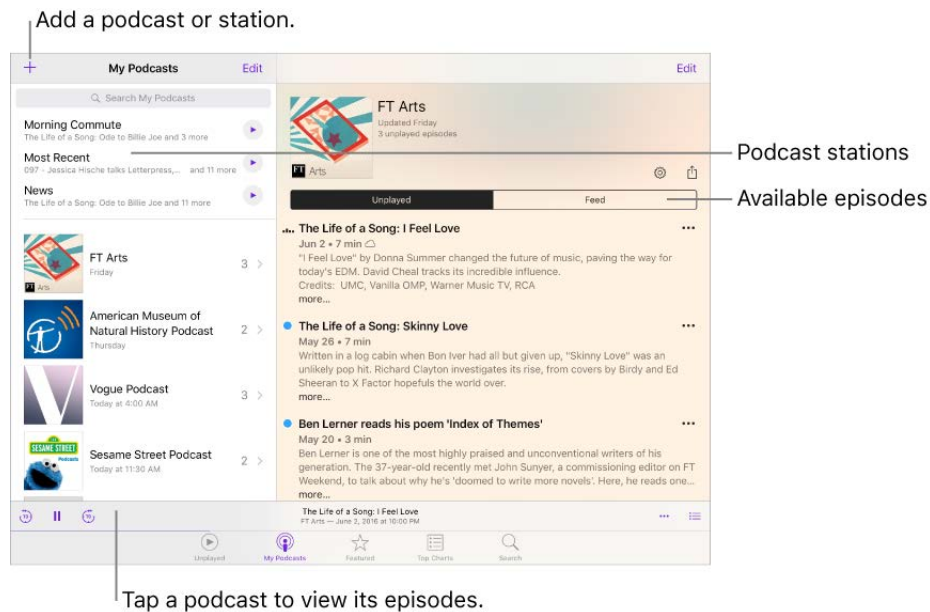 Add a podcast or station.
My Podcasts
Edit
Edit
Search My Podcasts
Morning Commute
The Life of a Song: Ode to Billie Joe and 3 more
Most Recent
097 - Jessica Hische talks Letterpress,... and 11 more
News
The Life of a Song: Ode to Billie Joe and 11 more
FT Arts
Friday
3
FT Arts
American Museum of
Natural History Podcast
Thursday
2
Vogue Podcast
Today at 4:00 AM
3
SESAME STREET
Podcasts
Sesame Street Podcast
Today at 11:30 AM
2
FT Arts
Updated Friday
3 unplayed episodes
FT Arts
Podcast stations
Unplayed
Feed
Available episodes
The Life of a Song: I Feel Love
Jun 2 • 7 min
"I Feel Love" by Donna Summer changed the future of music, paving the way for
today's EDM. David Cheal tracks its incredible influence.
Credits: UMC, Vanilla OMP, Warner Music TV, RCA
more...
The Life of a Song: Skinny Love
May 26 • 7 min
Written in a log cabin when Bon Iver had all but given up, "Skinny Love" was an
unlikely pop hit. Richard Clayton investigates its rise, from covers by Birdy and Ed
Sheeran to X Factor hopefuls the world over.
more...
Ben Lerner reads his poem 'Index of Themes'
May 20 • 3 min
Ben Lerner is one of the most highly praised and unconventional writers of his
generation. The 37-year-old recently met John Sunyer, a commissioning editor on FT
Weekend, to talk about why he's 'doomed to write more novels'. Here, he reads one...
more...
15
15
The Life of a Song: I Feel Love
FT Arts — June 2, 2016 at 10:00 PM
Unplayed
My Podcasts
Featured
Top Charts
Search
Tap a podcast to view its episodes.